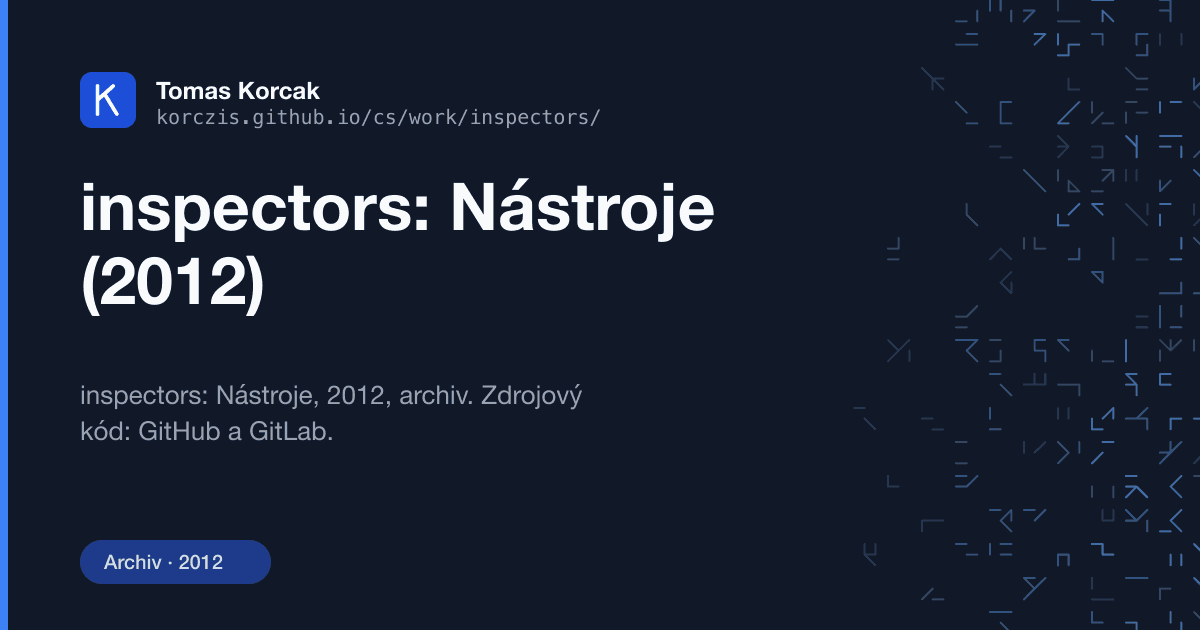 Tomas Korcak
korczis.github.io/cs/work/inspectors/
inspectors: Nástroje
(2012)
inspectors: Nástroje, 2012, archiv. Zdrojový
kód: GitHub a GitLab.
Archiv · 2012